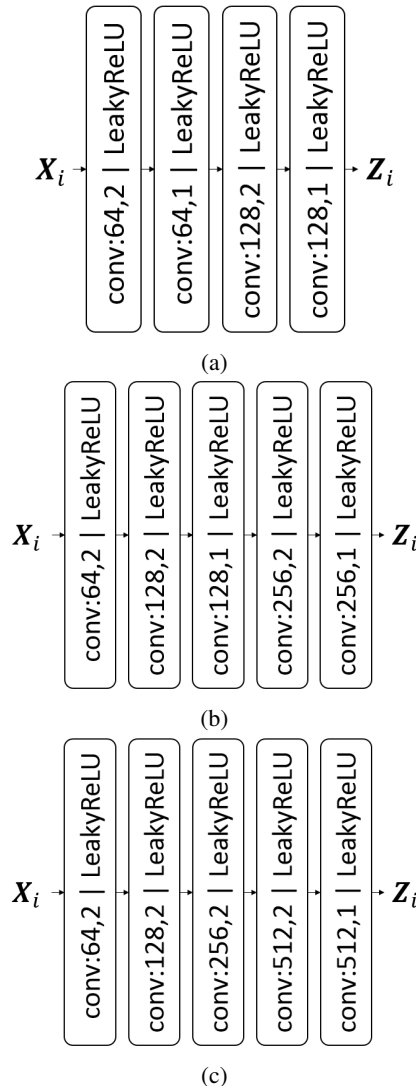 X_i
conv:64,2 | LeakyReLU
conv:64,1 | LeakyReLU
conv:128,2 | LeakyReLU
conv:128,1 | LeakyReLU
Z_i
(a)
X_i
conv:64,2 | LeakyReLU
conv:128,2 | LeakyReLU
conv:128,1 | LeakyReLU
conv:256,2 | LeakyReLU
conv:256,1 | LeakyReLU
Z_i
(b)
X_i
conv:64,2 | LeakyReLU
conv:128,2 | LeakyReLU
conv:256,2 | LeakyReLU
conv:512,2 | LeakyReLU
conv:512,1 | LeakyReLU
Z_i
(c)